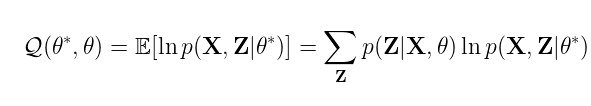 𝒬(θ*, θ) = 𝔼[ln p(𝐗, 𝐙|θ*)] = ∑_𝐙 p(𝐙|𝐗, θ) ln p(𝐗, 𝐙|θ*)